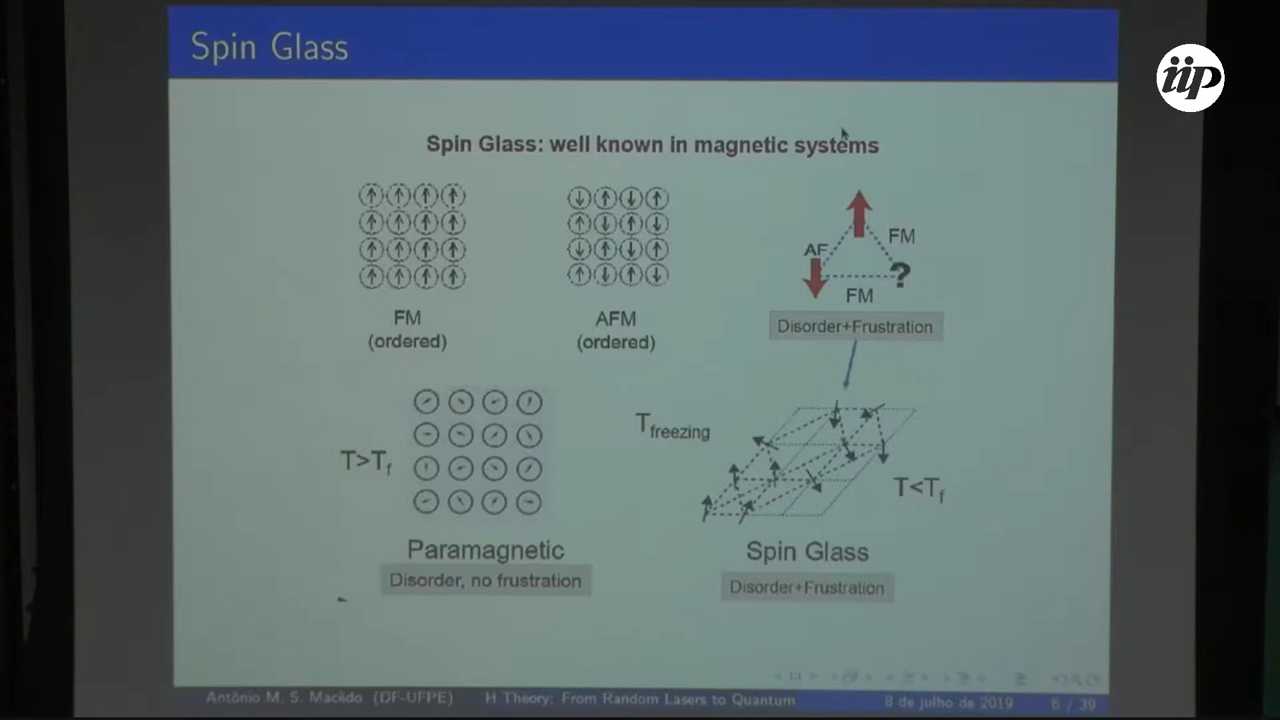 Spin Glass
iip
Spin Glass: well known in magnetic systems
FM
(ordered)
AFM
(ordered)
AF
FM
?
FM
Disorder+Frustration
T>Tf
Paramagnetic
Disorder, no frustration
Tfreezing
T<Tf
Spin Glass
Disorder+Frustration
Antônio M. S. Macêdo (DF-UFPE) H Theory: From Random Lasers to Quantum 8 de julho de 2019 6 / 39